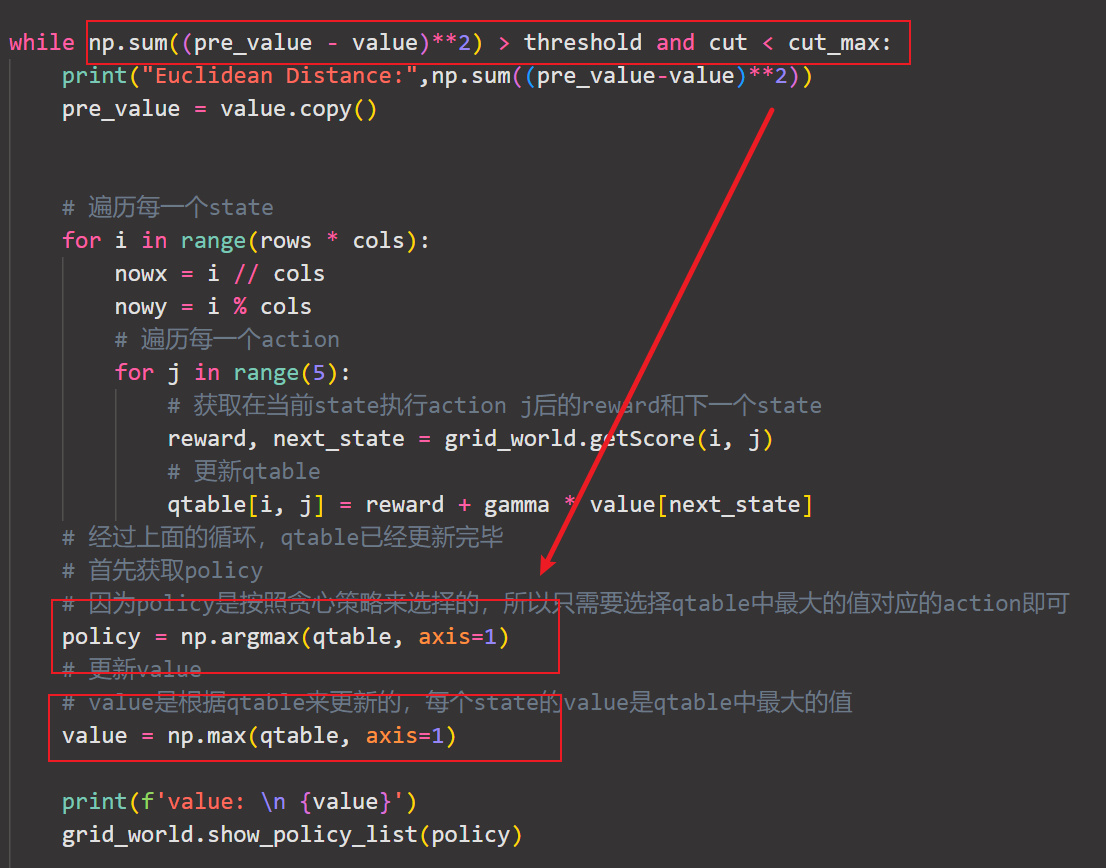 while np.sum((pre_value - value)**2) > threshold and cut < cut_max:
    print("Euclidean Distance:",np.sum((pre_value-value)**2))
    pre_value = value.copy()
    # 遍历每一个state
    for i in range(rows * cols):
        nowx = i // cols
        nowy = i % cols
        # 遍历每一个action
        for j in range(5):
            # 获取在当前state执行action j后的reward和下一个state
            reward, next_state = grid_world.getScore(i, j)
            # 更新qtable
            qtable[i, j] = reward + gamma * value[next_state]
    # 经过上面的循环，qtable已经更新完毕
    # 首先获取policy
    # 因为policy是按照贪心策略来选择的，所以只需要选择qtable中最大的值对应的action即可
    policy = np.argmax(qtable, axis=1)
    # 更新value
    # value是根据qtable来更新的，每个state的value是qtable中最大的值
    value = np.max(qtable, axis=1)
    print(f'value: \n {value}')
    grid_world.show_policy_list(policy)